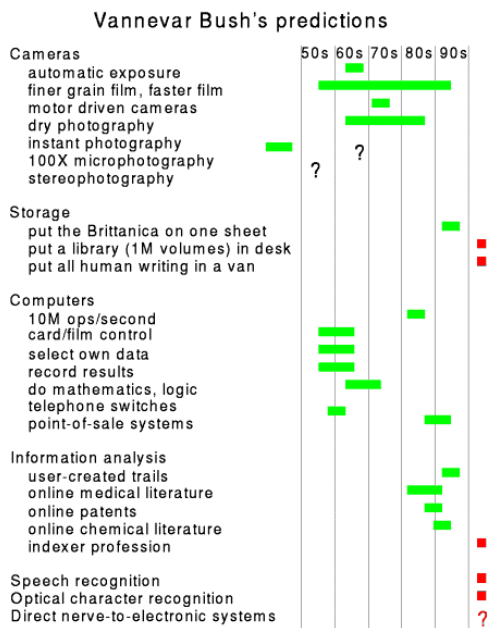 Vannevar Bush's predictions
50s 60s 70s 80s 90s
Cameras
automatic exposure
finer grain film, faster film
motor driven cameras
dry photography
instant photography
?
100X microphotography
?
stereophotography
Storage
put the Brittanica on one sheet
put a library (1M volumes) in desk
put all human writing in a van
Computers
10M ops/second
card/film control
select own data
record results
do mathematics, logic
telephone switches
point-of-sale systems
Information analysis
user-created trails
online medical literature
online patents
online chemical literature
indexer profession
Speech recognition
Optical character recognition
Direct nerve-to-electronic systems ?